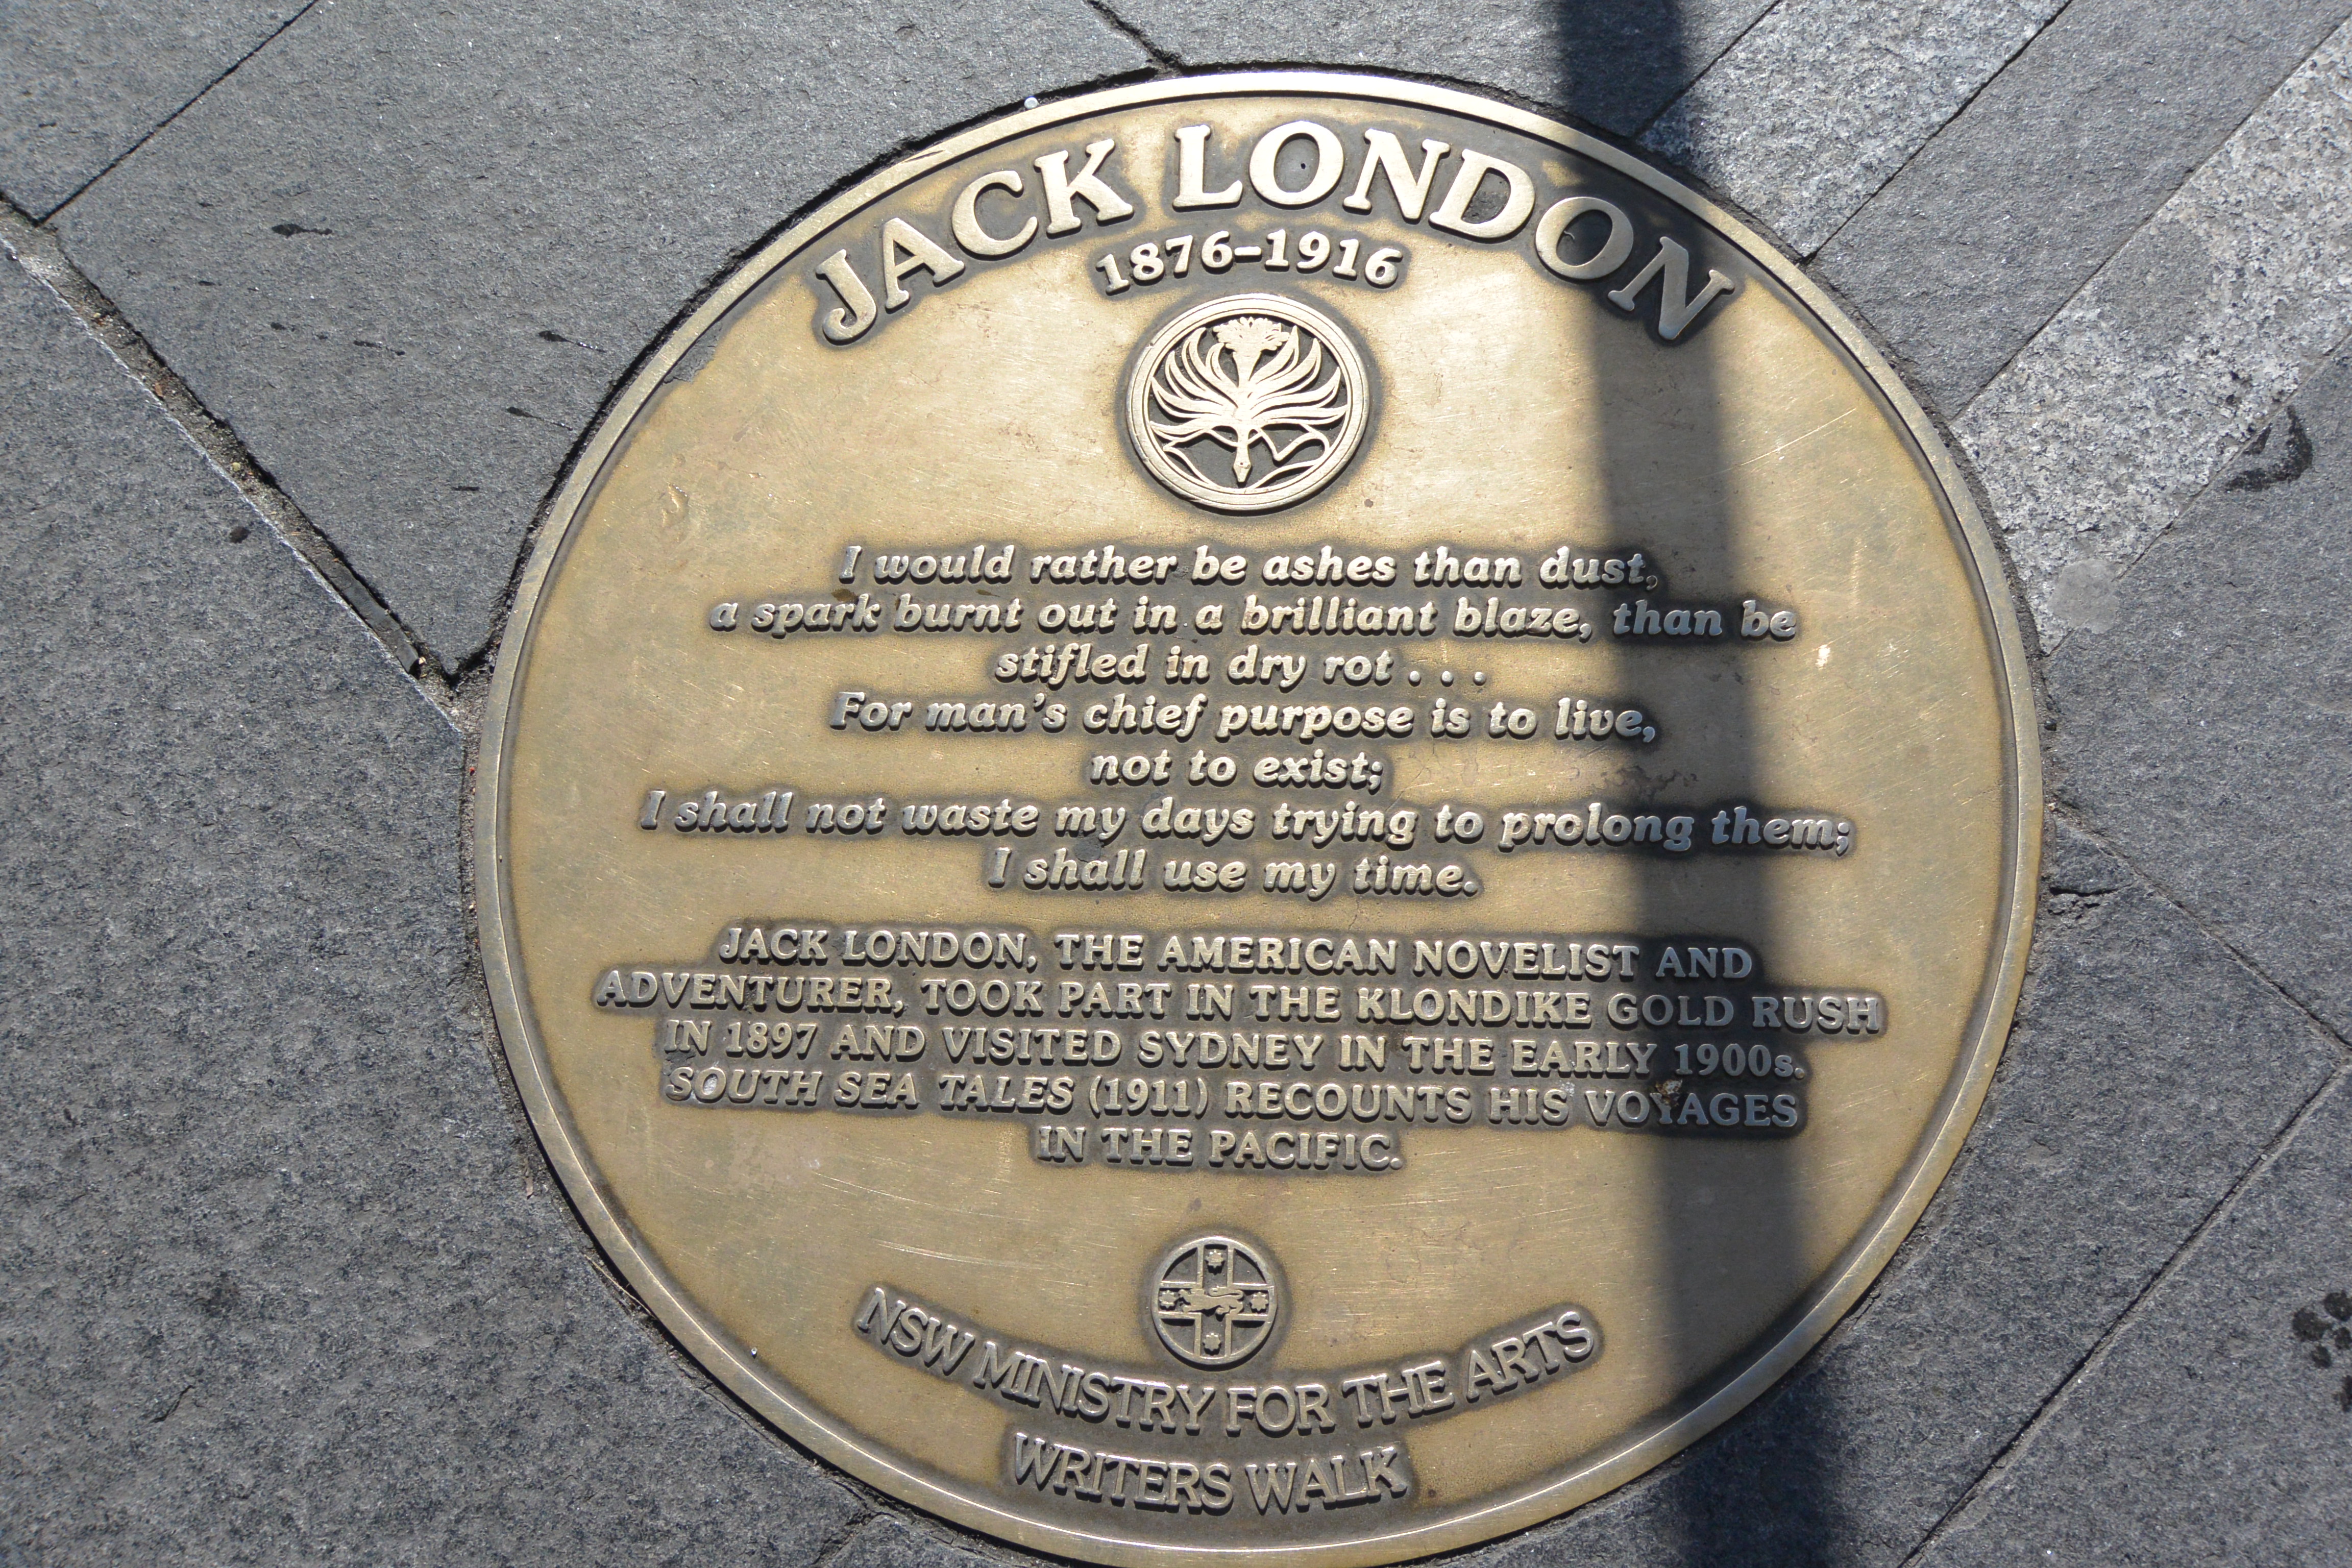 JACK LONDON
1876-1916
I would rather be ashes than dust,
a spark burnt out in a brilliant blaze, than be
stifled in dry rot . . .
For man's chief purpose is to live,
not to exist;
I shall not waste my days trying to prolong them;
I shall use my time.
JACK LONDON, THE AMERICAN NOVELIST AND
ADVENTURER, TOOK PART IN THE KLONDIKE GOLD RUSH
IN 1897 AND VISITED SYDNEY IN THE EARLY 1900s.
SOUTH SEA TALES (1911) RECOUNTS HIS VOYAGES
IN THE PACIFIC.
NSW MINISTRY FOR THE ARTS
WRITERS WALK